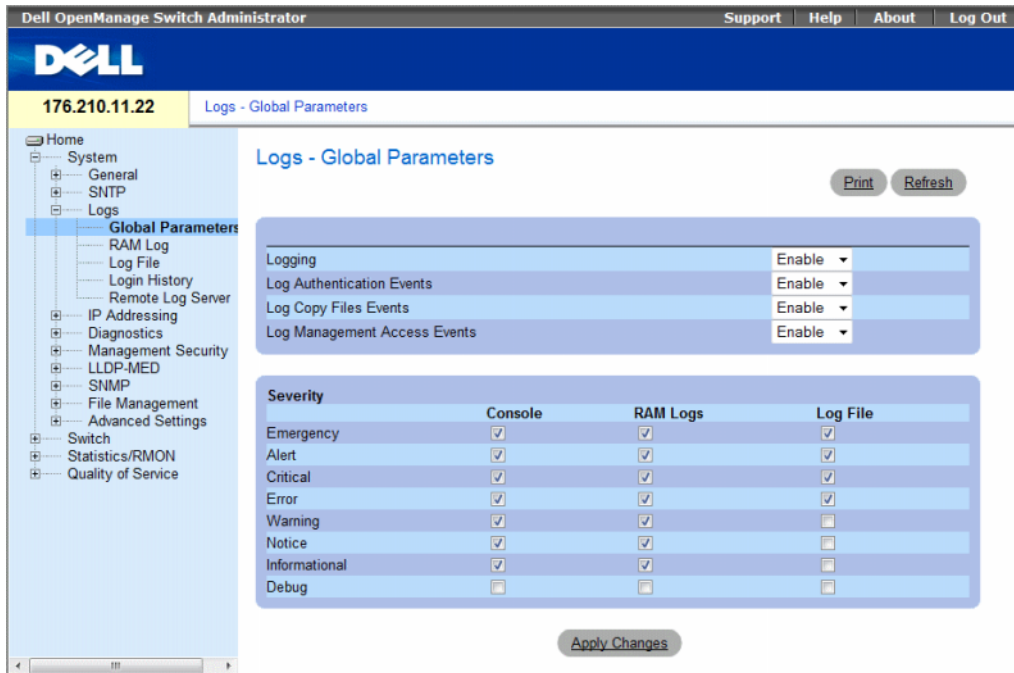 Dell OpenManage Switch Administrator
Support Help About Log Out
DELL
176.210.11.22
Logs - Global Parameters
Home
System
General
SNTP
Logs
Global Parameters
RAM Log
Log File
Login History
Remote Log Server
IP Addressing
Diagnostics
Management Security
LLDP-MED
SNMP
File Management
Advanced Settings
Switch
Statistics/RMON
Quality of Service
Logs - Global Parameters
Print Refresh
Logging Enable
Log Authentication Events Enable
Log Copy Files Events Enable
Log Management Access Events Enable
Severity
Console RAM Logs Log File
Emergency
Alert
Critical
Error
Warning
Notice
Informational
Debug
Apply Changes